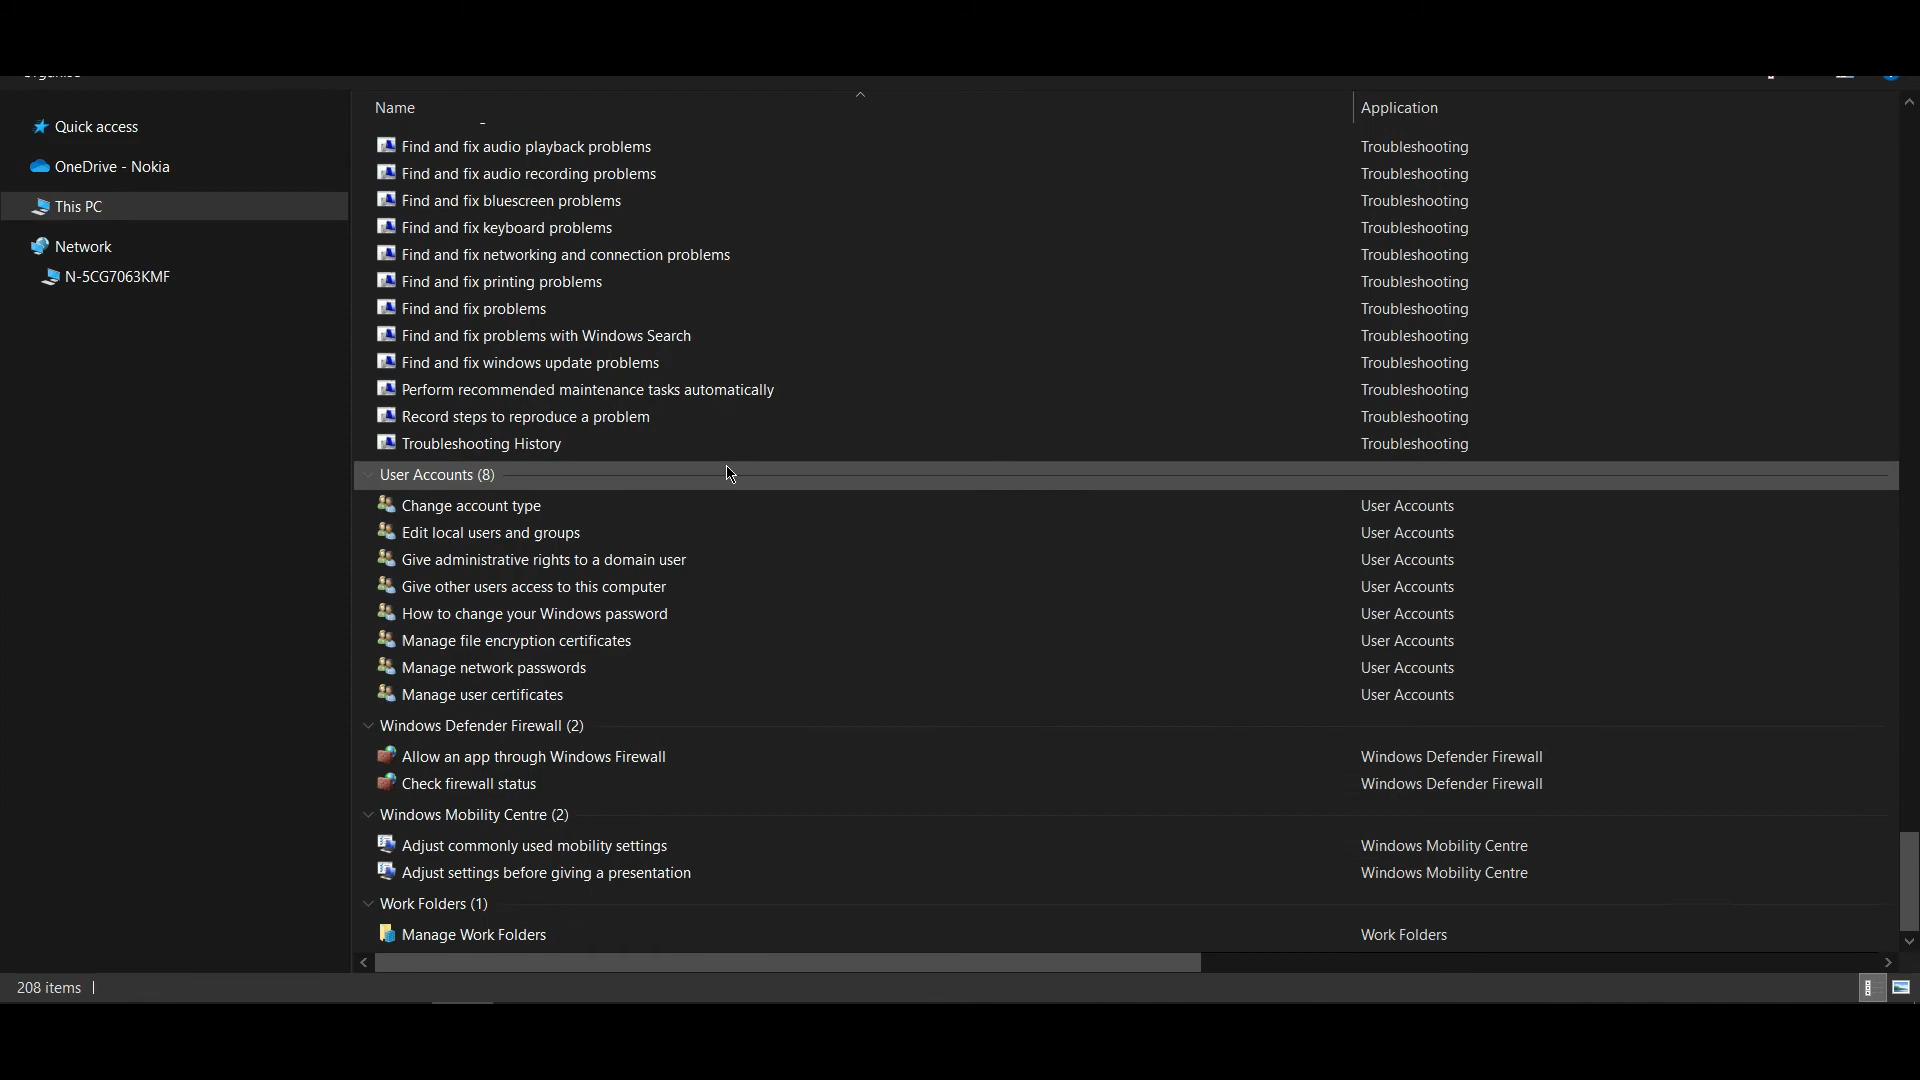 Organise
Name
Application
Quick access
OneDrive - Nokia
This PC
Network
N-5CG7063KMF
Find and fix audio playback problems Troubleshooting
Find and fix audio recording problems Troubleshooting
Find and fix bluescreen problems Troubleshooting
Find and fix keyboard problems Troubleshooting
Find and fix networking and connection problems Troubleshooting
Find and fix printing problems Troubleshooting
Find and fix problems Troubleshooting
Find and fix problems with Windows Search Troubleshooting
Find and fix windows update problems Troubleshooting
Perform recommended maintenance tasks automatically Troubleshooting
Record steps to reproduce a problem Troubleshooting
Troubleshooting History Troubleshooting
User Accounts (8)
Change account type User Accounts
Edit local users and groups User Accounts
Give administrative rights to a domain user User Accounts
Give other users access to this computer User Accounts
How to change your Windows password User Accounts
Manage file encryption certificates User Accounts
Manage network passwords User Accounts
Manage user certificates User Accounts
Windows Defender Firewall (2)
Allow an app through Windows Firewall Windows Defender Firewall
Check firewall status Windows Defender Firewall
Windows Mobility Centre (2)
Adjust commonly used mobility settings Windows Mobility Centre
Adjust settings before giving a presentation Windows Mobility Centre
Work Folders (1)
Manage Work Folders Work Folders
208 items